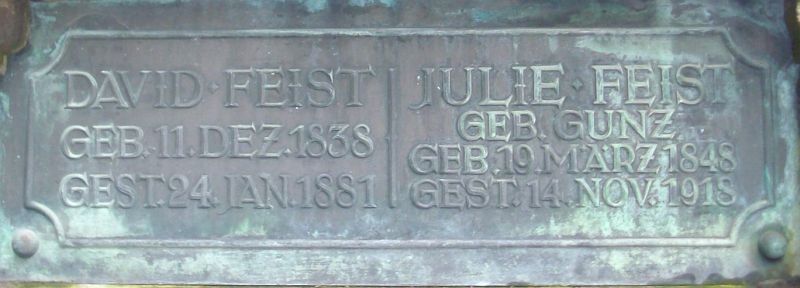 DAVID · FEIST
GEB. 11. DEZ. 1838
GEST. 24. JAN. 1881
JULIE · FEIST
GEB. GUNZ
GEB. 19 MÄRZ 1848
GEST. 14. NOV. 1918